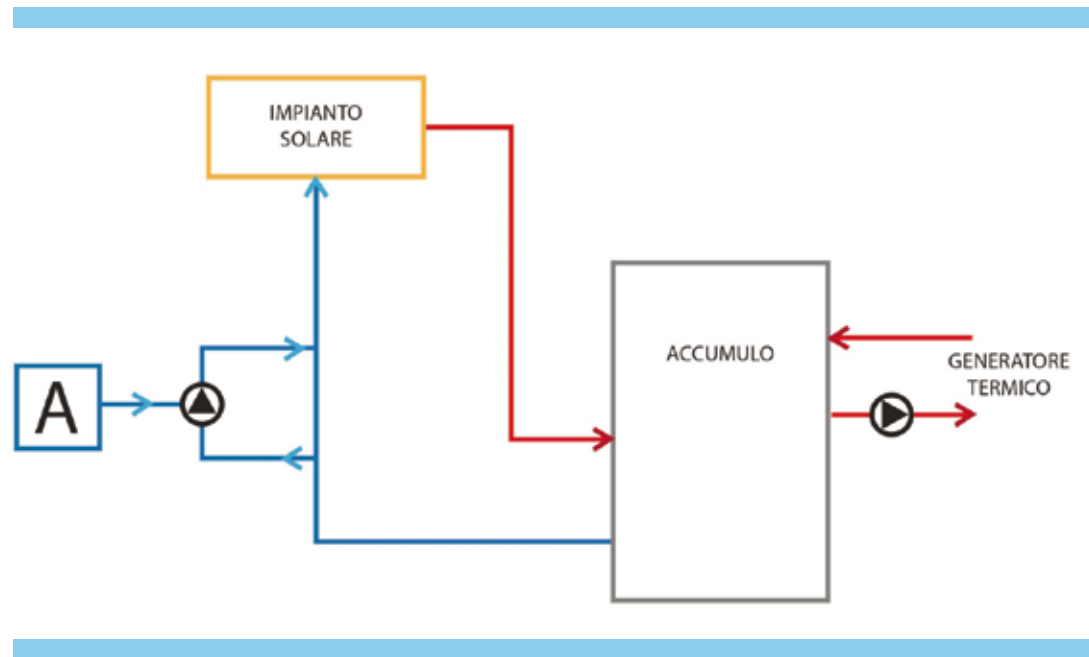 IMPIANTO
SOLARE
A
ACCUMULO
GENERATORE
TERMICO